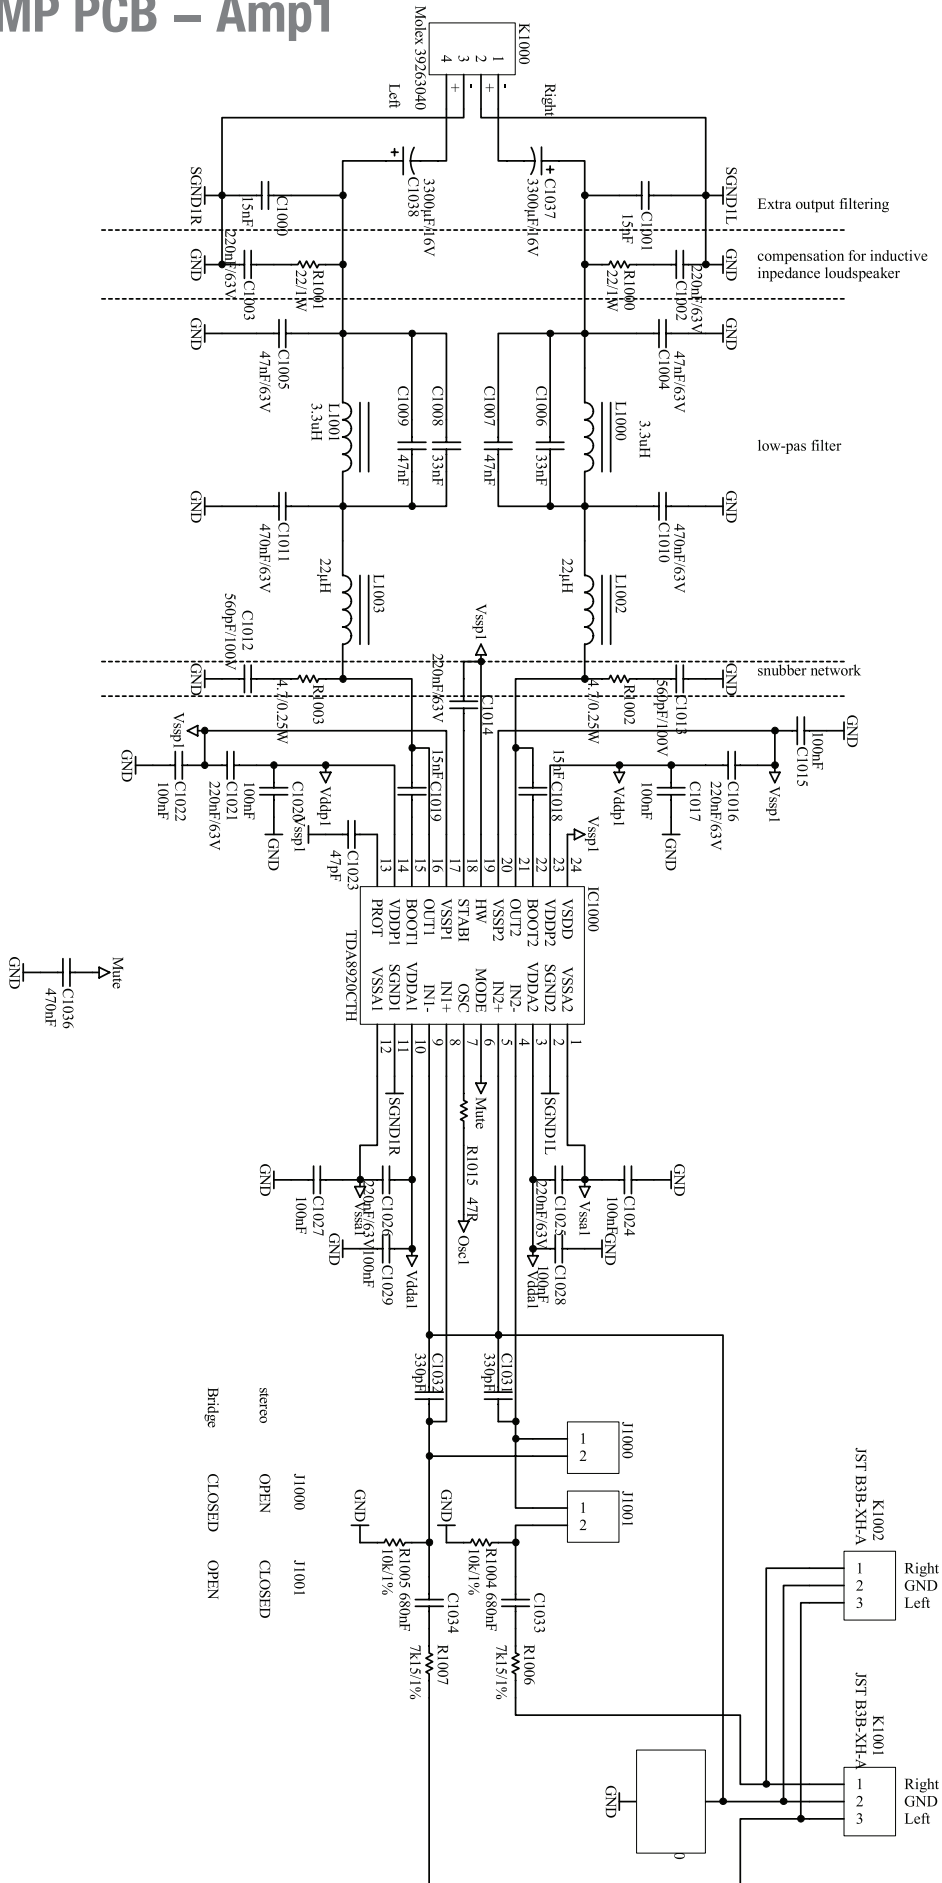 MP PCB – Amp1
K1000
Molex 39263040
4 3 2 1
+ - + -
Left
Right
SGND1R
C1000
15nF
C1038
3300µF/16V
+
C1037
3300µF/16V
+
C1001
15nF
SGND1L
Extra output filtering
GND
C1003
220nF/63V
R1001
22/1W
R1000
22/1W
C1002
220nF/63V
GND
compensation for inductive
inpedance loudspeaker
GND
C1005
47nF/63V
C1004
47nF/63V
GND
L1001
3.3uH
C1009
47nF
C1008
33nF
C1007
47nF
C1006
33nF
L1000
3.3uH
low-pas filter
GND
C1011
470nF/63V
C1010
470nF/63V
GND
22µH
L1003
22µH
L1002
Vssp1
snubber network
GND
C1012
560pF/100V
R1003
4.7/0.25W
C1014
220nF/63V
R1002
4.7/0.25W
C1013
560pF/100V
GND
Vssp1
GND
C1022
100nF
C1021
220nF/63V
C1020
100nF
GND
Vddp1
Vssp1
C1023
47pF
C1019
15nF
C1018
15nF
Vddp1
C1017
100nF
GND
C1016
220nF/63V
Vssp1
C1015
100nF
GND
Vssp1
13 14 15 16 17 18 19 20 21 22 23 24
IC1000
PROT
VDDP1
BOOT1
OUT1
VSSP1
STABI
HW
VSSP2
OUT2
BOOT2
VDDP2
VSDD
TDA8920CTH
VSSA1
SGND1
VDDA1
IN1-
IN1+
OSC
MODE
IN2+
IN2-
VDDA2
SGND2
VSSA2
12 11 10 9 8 7 6 5 4 3 2 1
Mute
C1036
470nF
GND
SGND1R
Mute
SGND1L
R1015 47R
Osc1
GND
C1027
100nF
Vssa1
C1026
220nF/63V
GND
C1029
100nF
Vdda1
C1025
220nF/63V
Vssa1
C1024
100nF
GND
C1028
100nF
GND
Vdda1
C1032
330pF
C1031
330pF
J1000
1
2
J1001
1
2
J1000 J1001
stereo OPEN CLOSED
Bridge CLOSED OPEN
GND
R1005
10k/1%
C1034
680nF
GND
R1004
10k/1%
C1033
680nF
R1007
7k15/1%
R1006
7k15/1%
K1002
JST B3B-XH-A
1 Right
2 GND
3 Left
K1001
JST B3B-XH-A
1 Right
2 GND
3 Left
GND
0